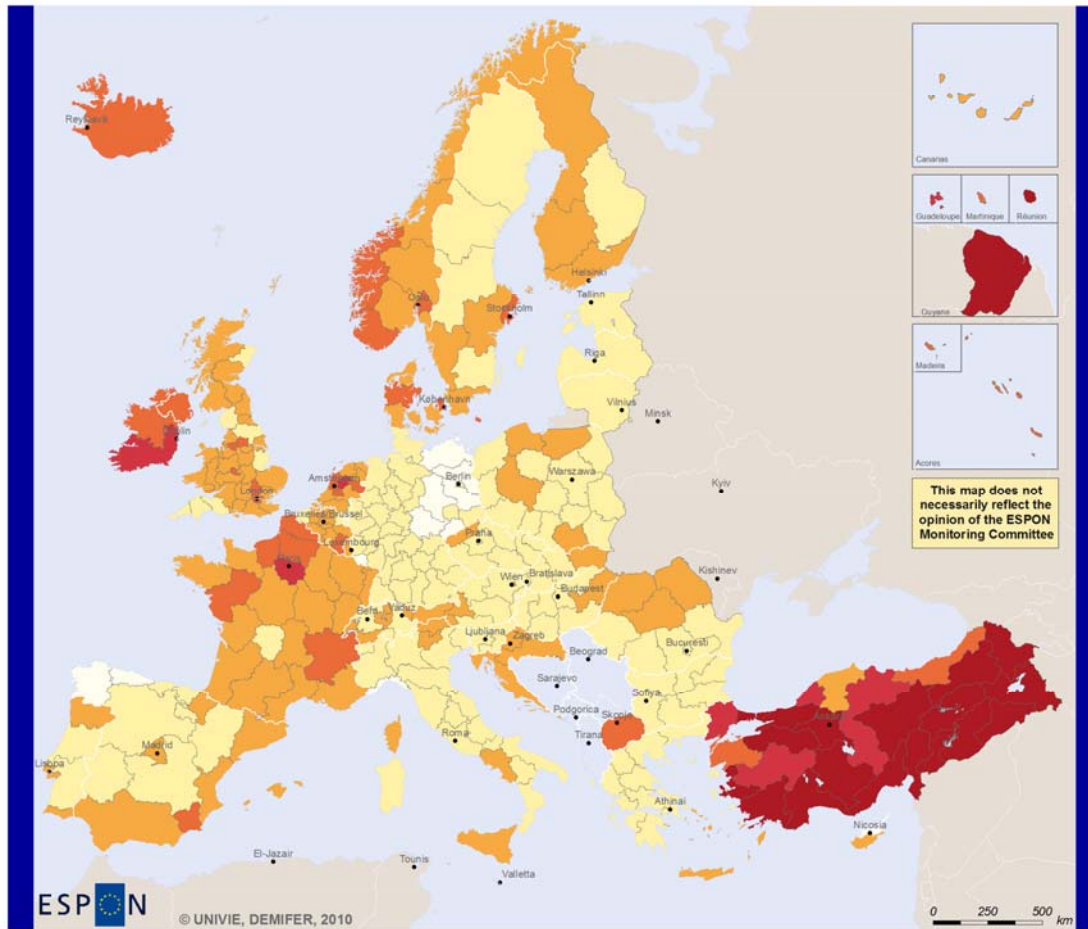 Reykjavik
Canarias
Guadeloupe
Martinique
Réunion
Guyane
Madeira
Acores
This map does not
necessarily reflect the
opinion of the ESPON
Monitoring Committee
Helsinki
Oslo
Tallinn
Stockholm
Riga
København
Vilnius
Minsk
Dublin
Amsterdam
Berlin
Warszawa
London
Kyiv
Bruxelles/Brussel
Luxembourg
Praha
Paris
Kishinev
Wien
Bratislava
Budapest
Bern
Vaduz
Ljubljana
Zagreb
Bucuresti
Beograd
Sarajevo
Sofiya
Podgorica
Skopje
Ankara
Madrid
Roma
Tirana
Lisboa
Athinai
Nicosia
El-Jazair
Tounis
Valletta
ESPON
© UNIVIE, DEMIFER, 2010
0 250 500
km